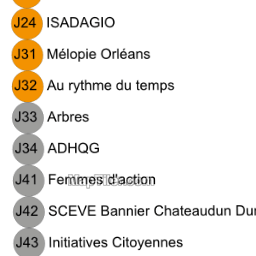 J24 ISADAGIO
J31 Mélopie Orléans
J32 Au rythme du temps
J33 Arbres
J34 ADHQG
J41 Femmes d'action
J42 SCEVE Bannier Chateaudun
J43 Initiatives Citoyennes